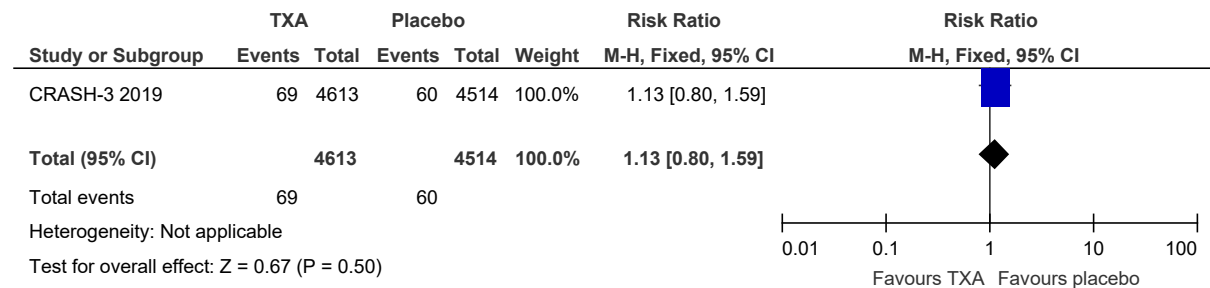 TXA Placebo Risk Ratio Risk Ratio
Study or Subgroup Events Total Events Total Weight M-H, Fixed, 95% CI M-H, Fixed, 95% CI
CRASH-3 2019 69 4613 60 4514 100.0% 1.13 [0.80, 1.59]
Total (95% CI) 4613 4514 100.0% 1.13 [0.80, 1.59]
Total events 69 60
Heterogeneity: Not applicable
Test for overall effect: Z = 0.67 (P = 0.50)
0.01 0.1 1 10 100
Favours TXA Favours placebo